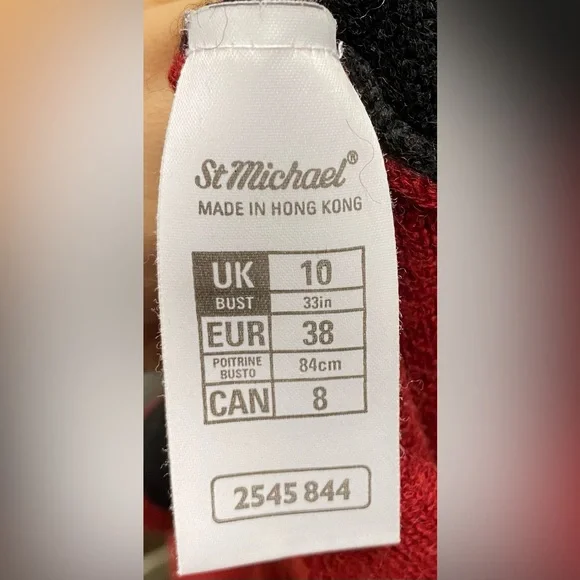 St Michael®
MADE IN HONG KONG
UK 10
BUST 33in
EUR 38
POITRINE
BUSTO 84cm
CAN 8
2545 844